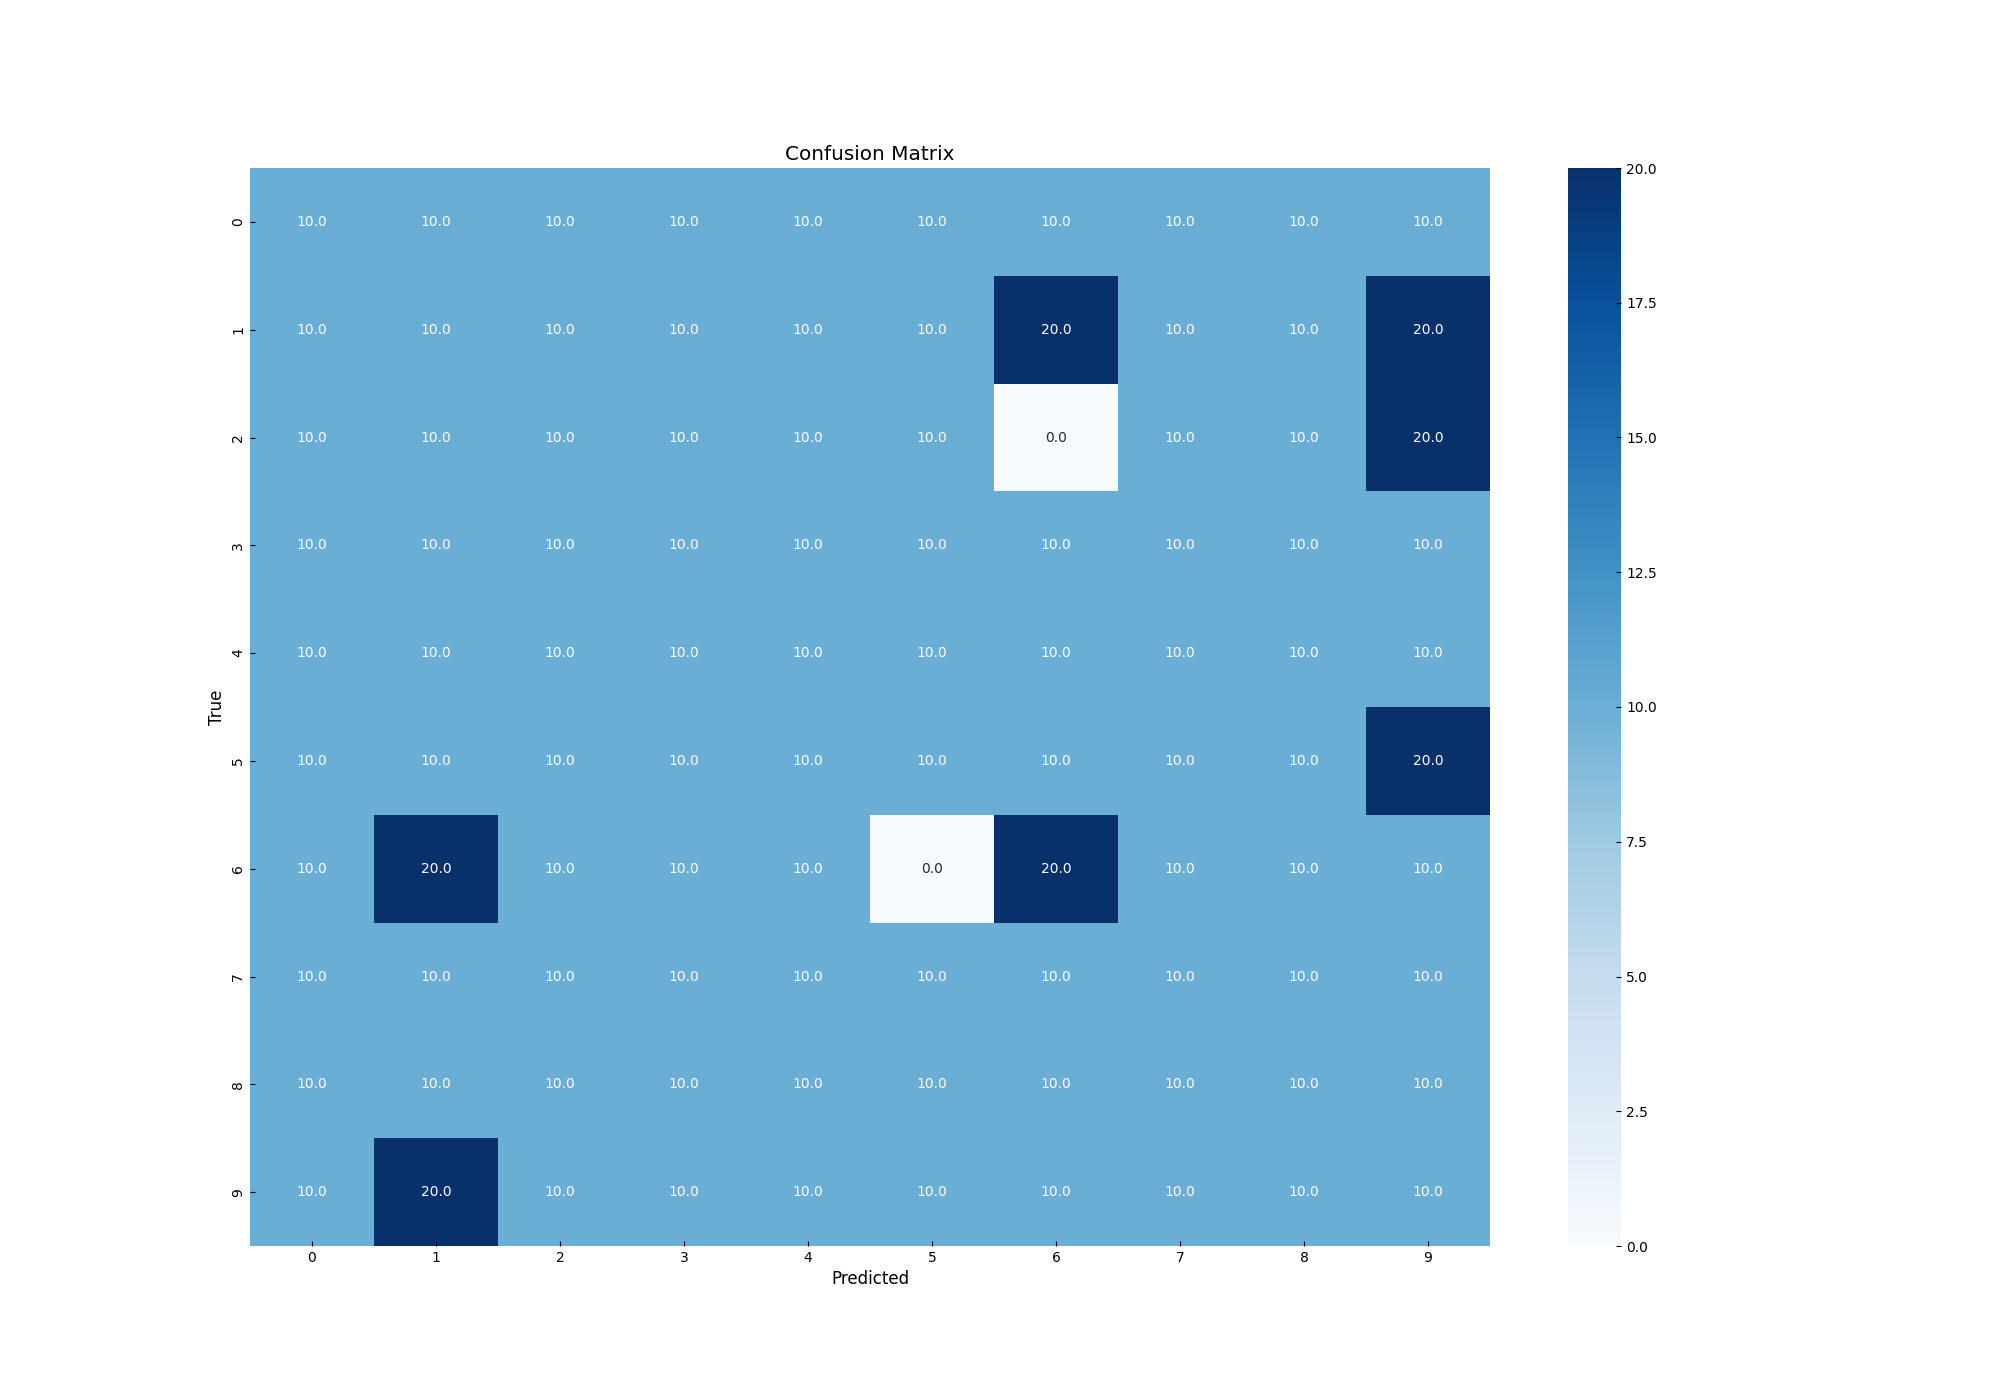 Confusion Matrix
0 10.0 10.0 10.0 10.0 10.0 10.0 10.0 10.0 10.0 10.0
1 10.0 10.0 10.0 10.0 10.0 10.0 20.0 10.0 10.0 20.0
2 10.0 10.0 10.0 10.0 10.0 10.0 0.0 10.0 10.0 20.0
3 10.0 10.0 10.0 10.0 10.0 10.0 10.0 10.0 10.0 10.0
4 10.0 10.0 10.0 10.0 10.0 10.0 10.0 10.0 10.0 10.0
5 10.0 10.0 10.0 10.0 10.0 10.0 10.0 10.0 10.0 20.0
6 10.0 20.0 10.0 10.0 10.0 0.0 20.0 10.0 10.0 10.0
7 10.0 10.0 10.0 10.0 10.0 10.0 10.0 10.0 10.0 10.0
8 10.0 10.0 10.0 10.0 10.0 10.0 10.0 10.0 10.0 10.0
9 10.0 20.0 10.0 10.0 10.0 10.0 10.0 10.0 10.0 10.0
0 1 2 3 4 5 6 7 8 9
Predicted
True
20.0
17.5
15.0
12.5
10.0
7.5
5.0
2.5
0.0